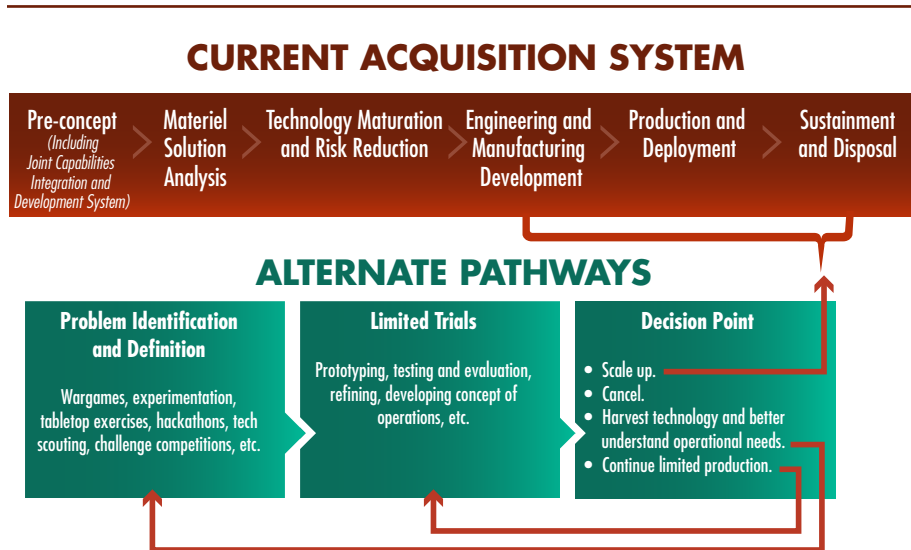 CURRENT ACQUISITION SYSTEM
Pre-concept
(Including
Joint Capabilities
Integration and
Development System)
Materiel
Solution
Analysis
Technology Maturation
and Risk Reduction
Engineering and
Manufacturing
Development
Production and
Deployment
Sustainment
and Disposal
ALTERNATE PATHWAYS
Problem Identification
and Definition
Wargames, experimentation,
tabletop exercises, hackathons, tech
scouting, challenge competitions, etc.
Limited Trials
Prototyping, testing and evaluation,
refining, developing concept of
operations, etc.
Decision Point
• Scale up.
• Cancel.
• Harvest technology and better
understand operational needs.
• Continue limited production.